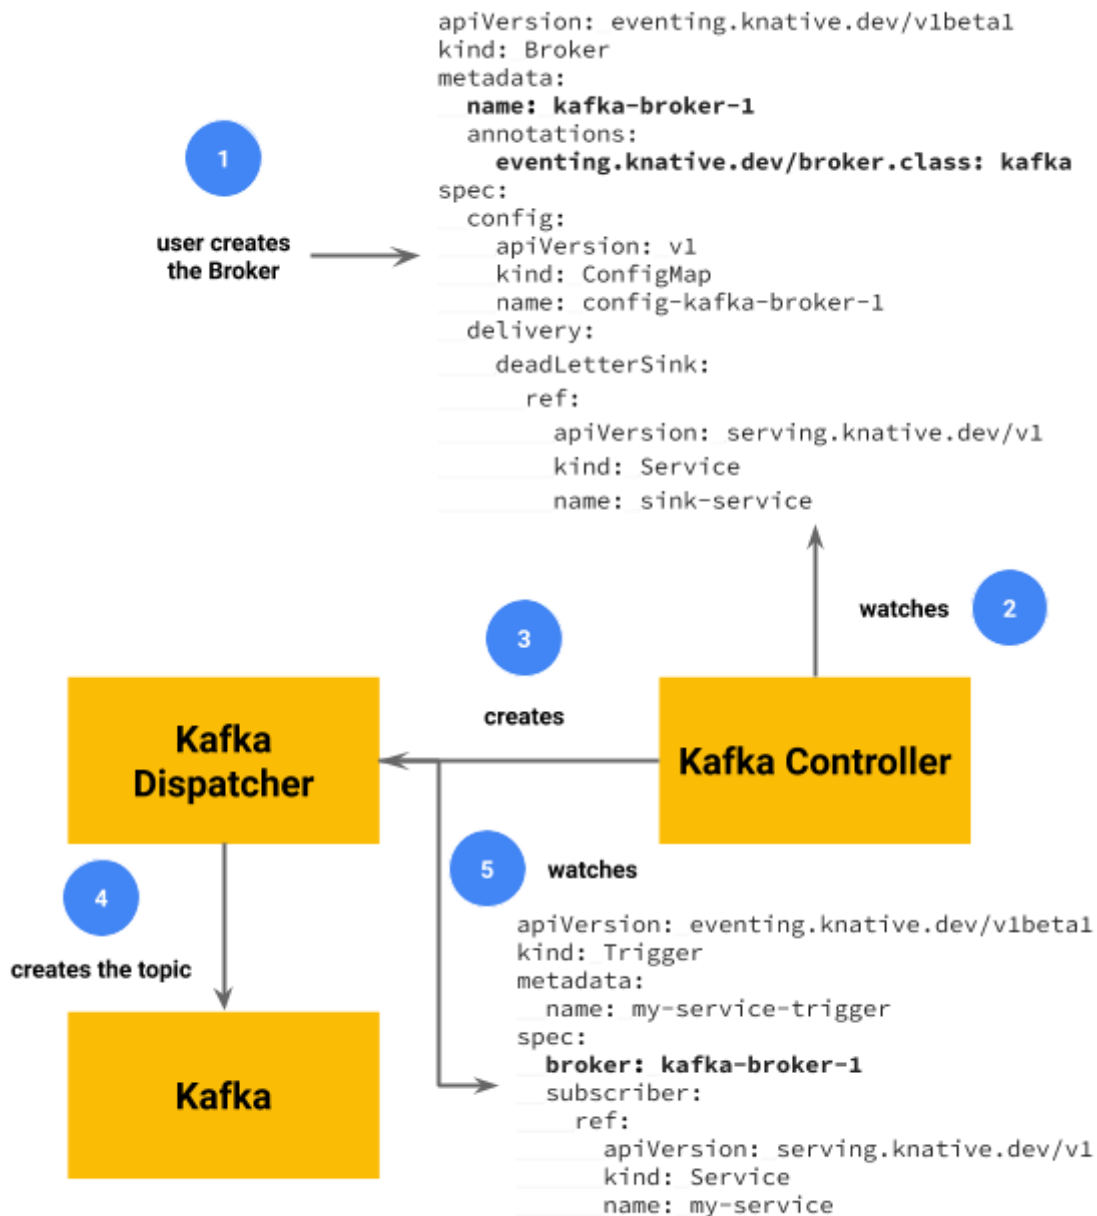 apiVersion: eventing.knative.dev/v1beta1
kind: Broker
metadata:
  name: kafka-broker-1
  annotations:
    eventing.knative.dev/broker.class: kafka
spec:
  config:
    apiVersion: v1
    kind: ConfigMap
    name: config-kafka-broker-1
  delivery:
    deadLetterSink:
      ref:
        apiVersion: serving.knative.dev/v1
        kind: Service
        name: sink-service
1
user creates
the Broker
watches
2
3
creates
Kafka
Dispatcher
Kafka Controller
4
creates the topic
Kafka
5
watches
apiVersion: eventing.knative.dev/v1beta1
kind: Trigger
metadata:
  name: my-service-trigger
spec:
  broker: kafka-broker-1
  subscriber:
    ref:
      apiVersion: serving.knative.dev/v1
      kind: Service
      name: my-service